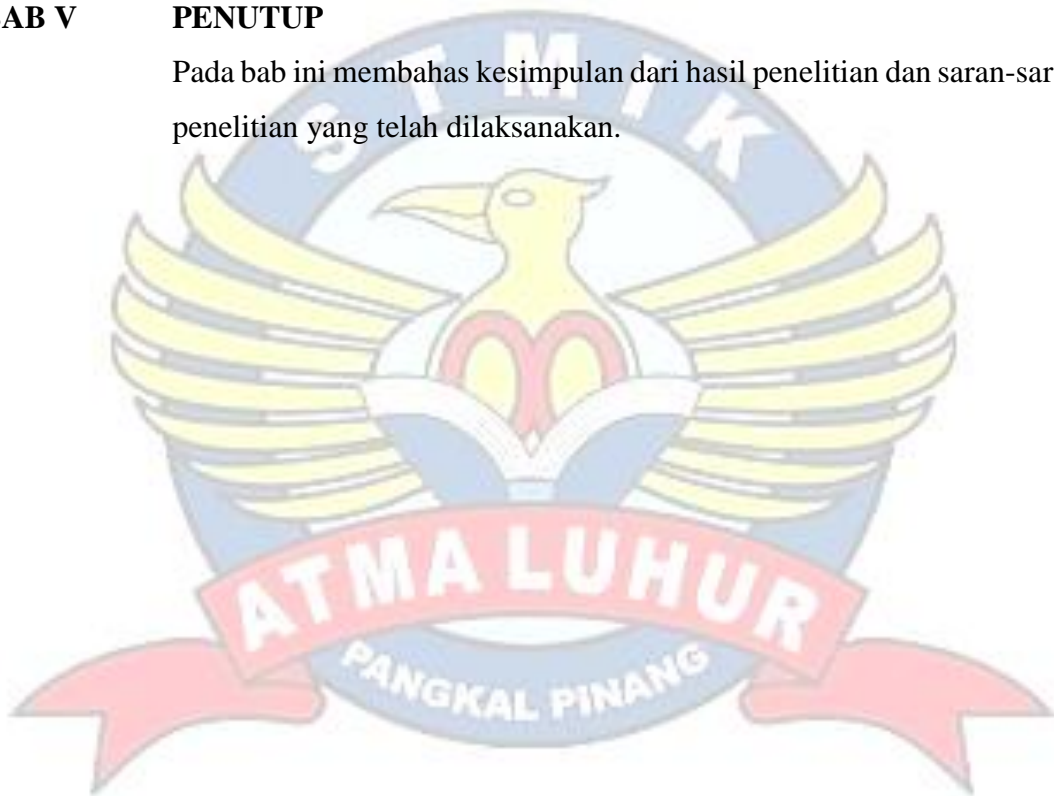 AB V PENUTUP
Pada bab ini membahas kesimpulan dari hasil penelitian dan saran-sar
penelitian yang telah dilaksanakan.
STMIK
ATMA LUHUR
PANGKAL PINANG